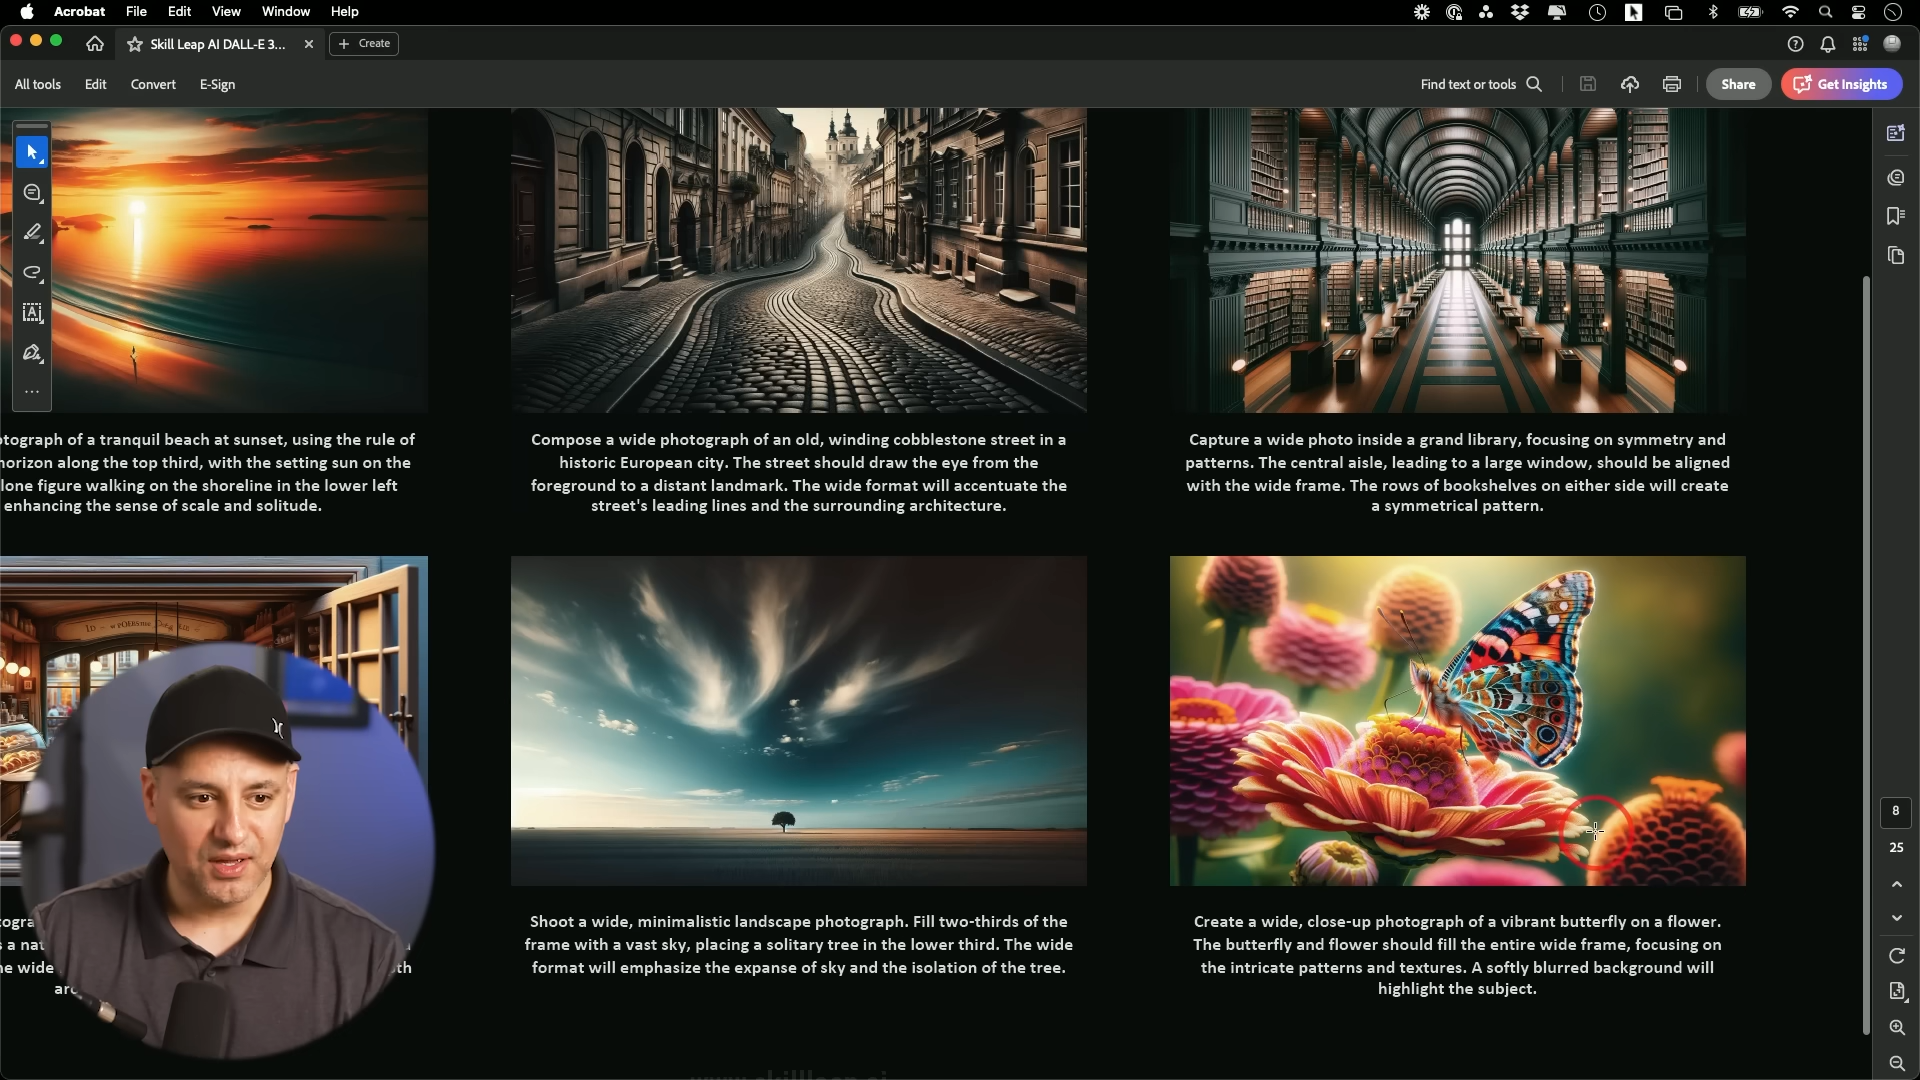 Acrobat File Edit View Window Help
Skill Leap AI DALL-E 3...
Create
All tools Edit Convert E-Sign
Find text or tools
Share
Get Insights
otograph of a tranquil beach at sunset, using the rule of
horizon along the top third, with the setting sun on the
lone figure walking on the shoreline in the lower left
enhancing the sense of scale and solitude.
Compose a wide photograph of an old, winding cobblestone street in a
historic European city. The street should draw the eye from the
foreground to a distant landmark. The wide format will accentuate the
street's leading lines and the surrounding architecture.
Capture a wide photo inside a grand library, focusing on symmetry and
patterns. The central aisle, leading to a large window, should be aligned
with the wide frame. The rows of bookshelves on either side will create
a symmetrical pattern.
8
25
Shoot a wide, minimalistic landscape photograph. Fill two-thirds of the
frame with a vast sky, placing a solitary tree in the lower third. The wide
format will emphasize the expanse of sky and the isolation of the tree.
Create a wide, close-up photograph of a vibrant butterfly on a flower.
The butterfly and flower should fill the entire wide frame, focusing on
the intricate patterns and textures. A softly blurred background will
highlight the subject.